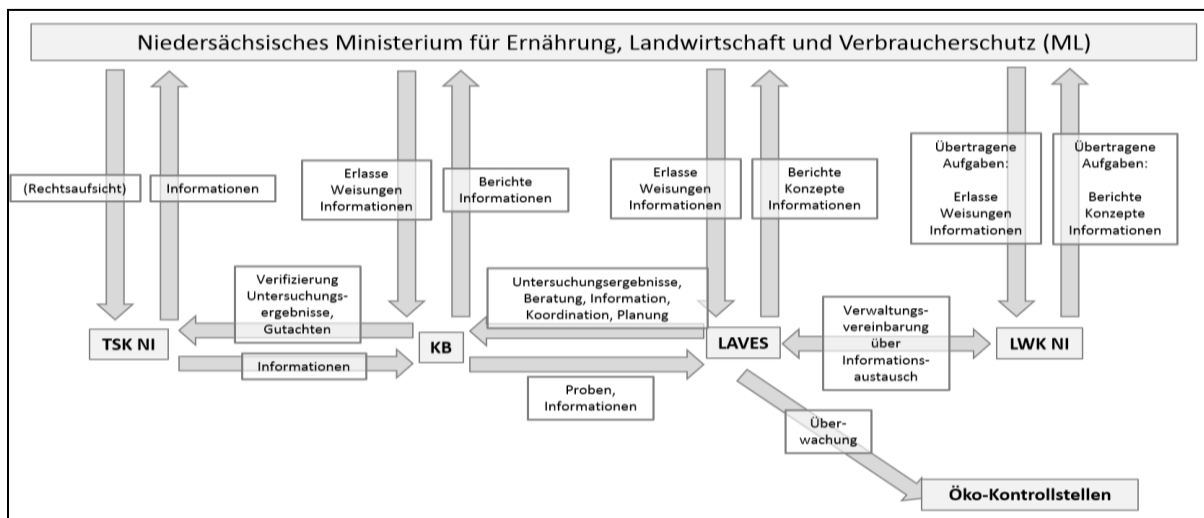 Niedersächsisches Ministerium für Ernährung, Landwirtschaft und Verbraucherschutz (ML)
(Rechtsaufsicht)
Informationen
Erlasse
Weisungen
Informationen
Berichte
Informationen
Erlasse
Weisungen
Informationen
Berichte
Konzepte
Informationen
Übertragene
Aufgaben:
Erlasse
Weisungen
Informationen
Übertragene
Aufgaben:
Berichte
Konzepte
Informationen
Verifizierung
Untersuchungs-
ergebnisse,
Gutachten
Untersuchungsergebnisse,
Beratung, Information,
Koordination, Planung
Verwaltungs-
vereinbarung
über
Informations-
austausch
TSK NI
KB
LAVES
LWK NI
Informationen
Proben,
Informationen
Über-
wachung
Öko-Kontrollstellen